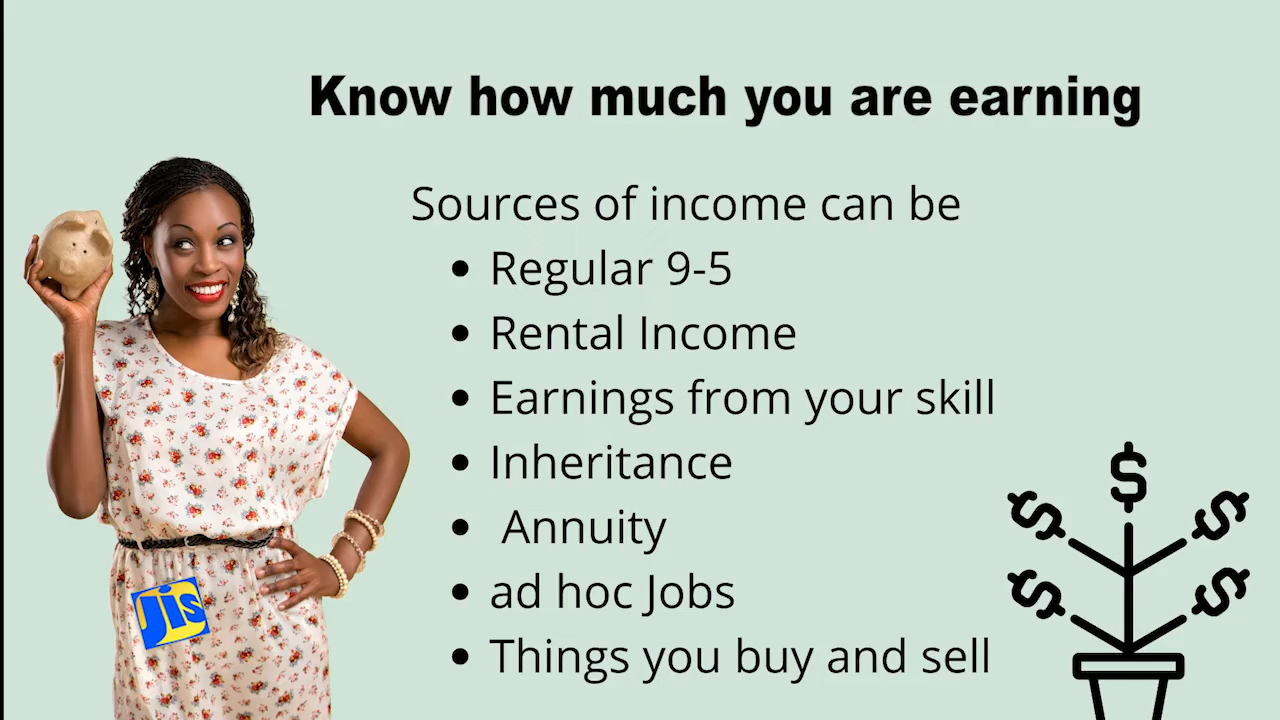 Know how much you are earning
Sources of income can be
• Regular 9-5
• Rental Income
• Earnings from your skill
• Inheritance
• Annuity
• ad hoc Jobs
• Things you buy and sell
Jis
$
$ $
$ $